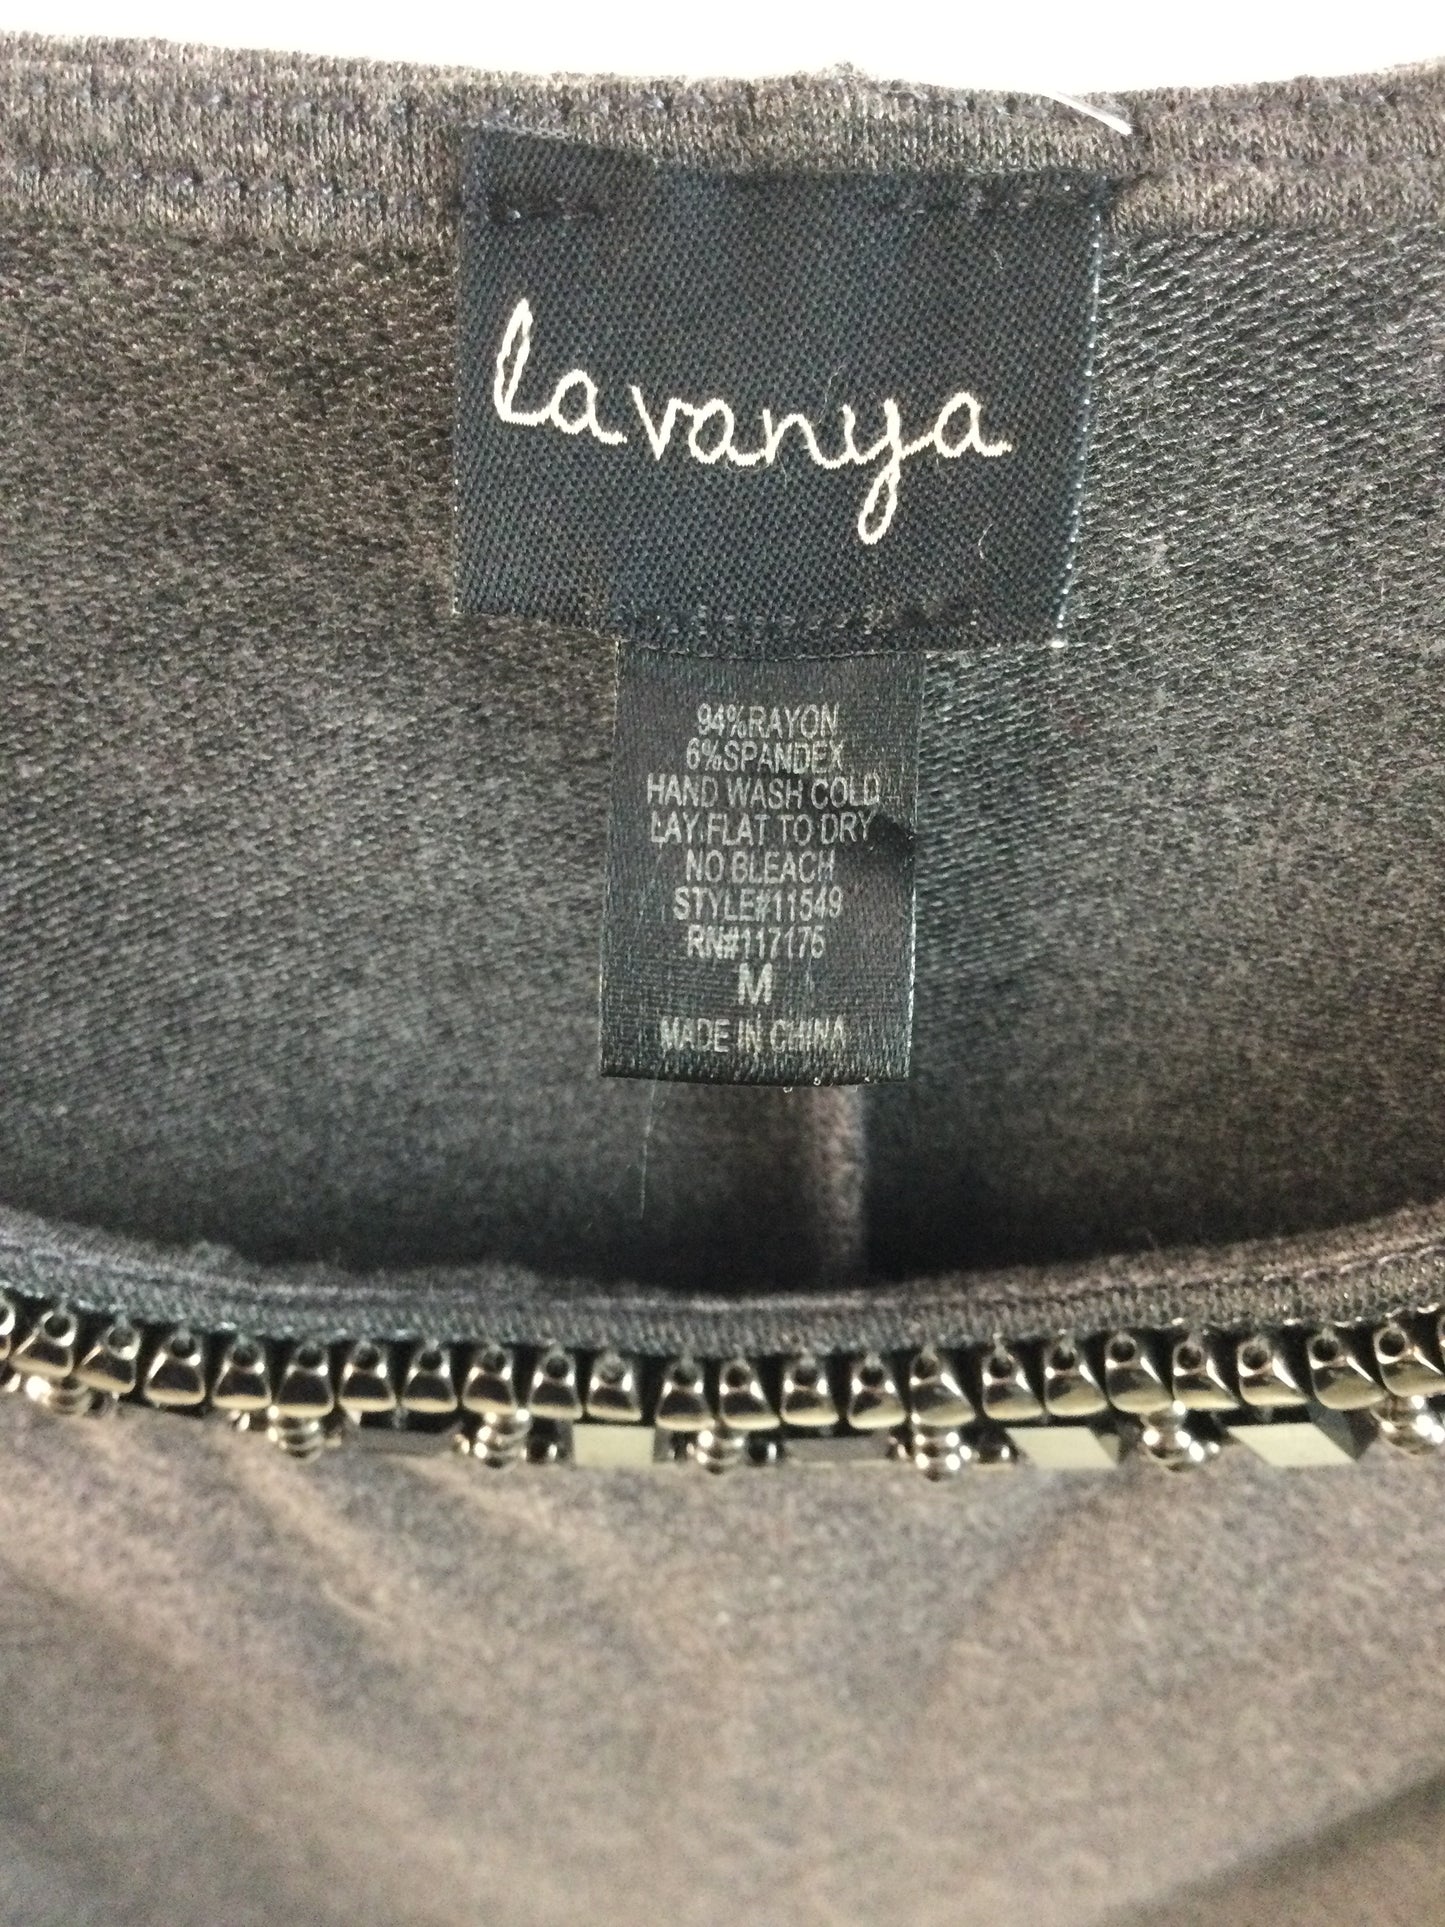 lavanya
94%RAYON
6%SPANDEX
HAND WASH COLD
LAY.FLAT TO DRY
NO BLEACH
STYLE#11549
RN#117175
M
MADE IN CHINA